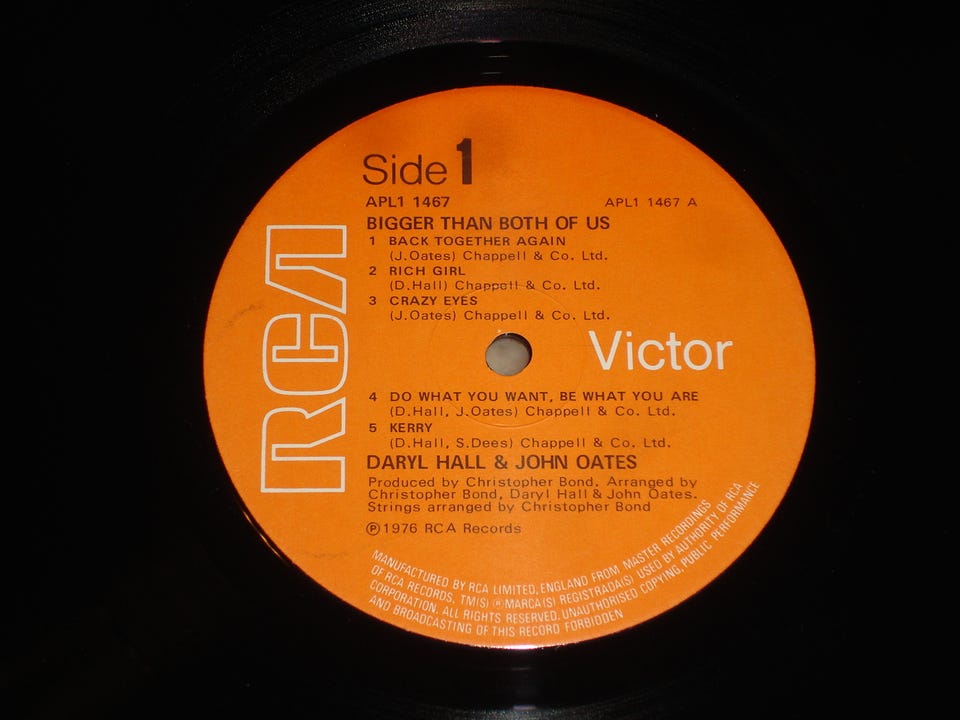 Side 1
APL1 1467 APL1 1467 A
BIGGER THAN BOTH OF US
1 BACK TOGETHER AGAIN
(J.Oates) Chappell & Co. Ltd.
2 RICH GIRL
(D.Hall) Chappell & Co. Ltd.
3 CRAZY EYES
(J.Oates) Chappell & Co. Ltd.
RCA
Victor
4 DO WHAT YOU WANT, BE WHAT YOU ARE
(D.Hall, J.Oates) Chappell & Co. Ltd.
5 KERRY
(D.Hall, S.Dees) Chappell & Co, Ltd.
DARYL HALL & JOHN OATES
Produced by Christopher Bond. Arranged by
Christopher Bond, Daryl Hall & John Oates.
Strings arranged by Christopher Bond
℗ 1976 RCA Records
MANUFACTURED BY RCA LIMITED, ENGLAND FROM MASTER RECORDINGS
OF RCA RECORDS. TM(S) ® MARCA(S) REGISTRADA(S) USED BY AUTHORITY OF RCA
CORPORATION. ALL RIGHTS RESERVED. UNAUTHORISED COPYING, PUBLIC PERFORMANCE
AND BROADCASTING OF THIS RECORD FORBIDDEN